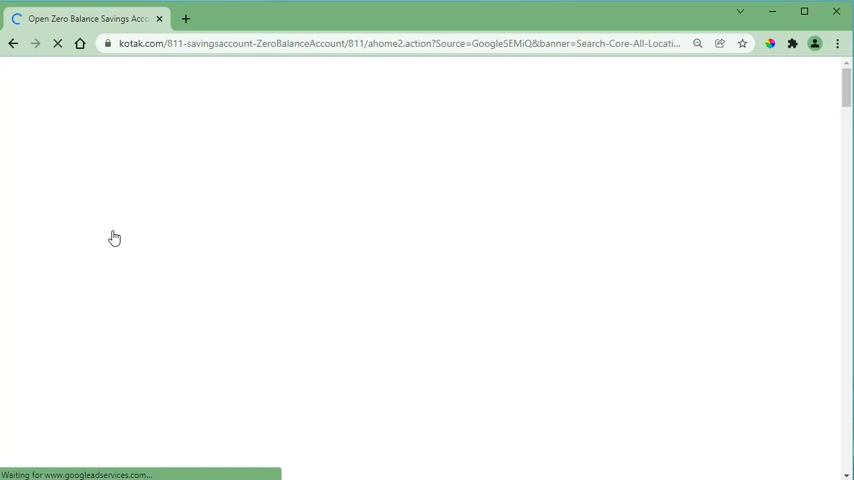 Open Zero Balance Savings Acco
kotak.com/811-savingsaccount-ZeroBalanceAccount/811/ahome2.action?Source=GoogleSEMiQ&banner=Search-Core-All-Locati...
Waiting for www.googleadservices.com...